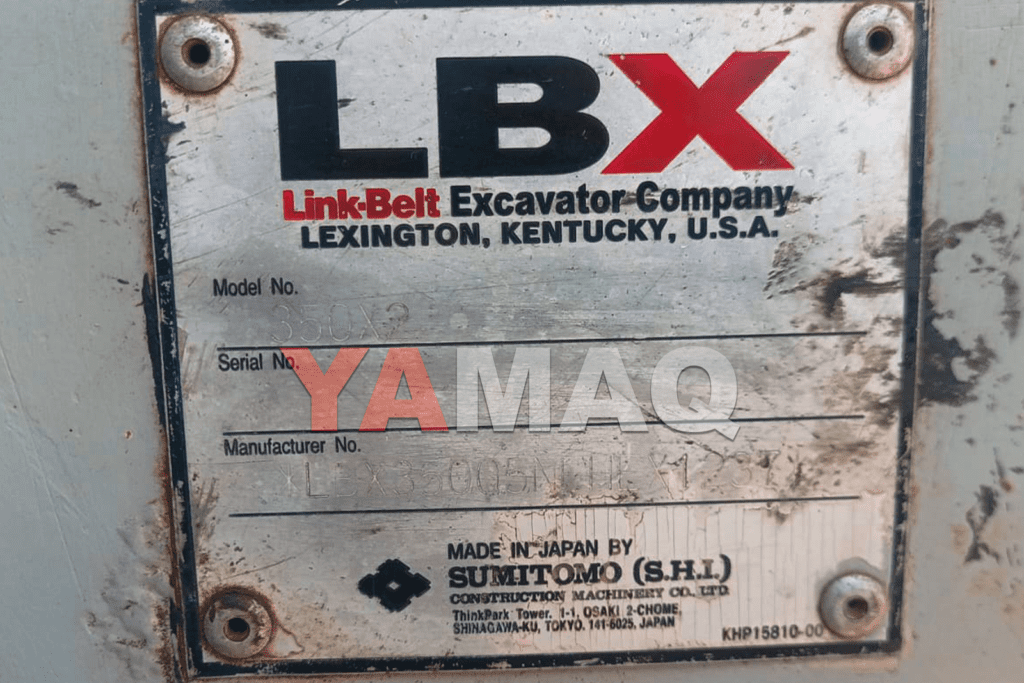 LBX
Link-Belt Excavator Company
LEXINGTON, KENTUCKY, U.S.A.
Model No.
350X2
Serial No.
YAMAQ
Manufacturer No.
MADE IN JAPAN BY
SUMITOMO (S.H.I.)
CONSTRUCTION MACHINERY CO., LTD.
ThinkPark Tower, 1-1, OSAKI 2-CHOME,
SHINAGAWA-KU, TOKYO, 141-6025, JAPAN
KHP15810-00